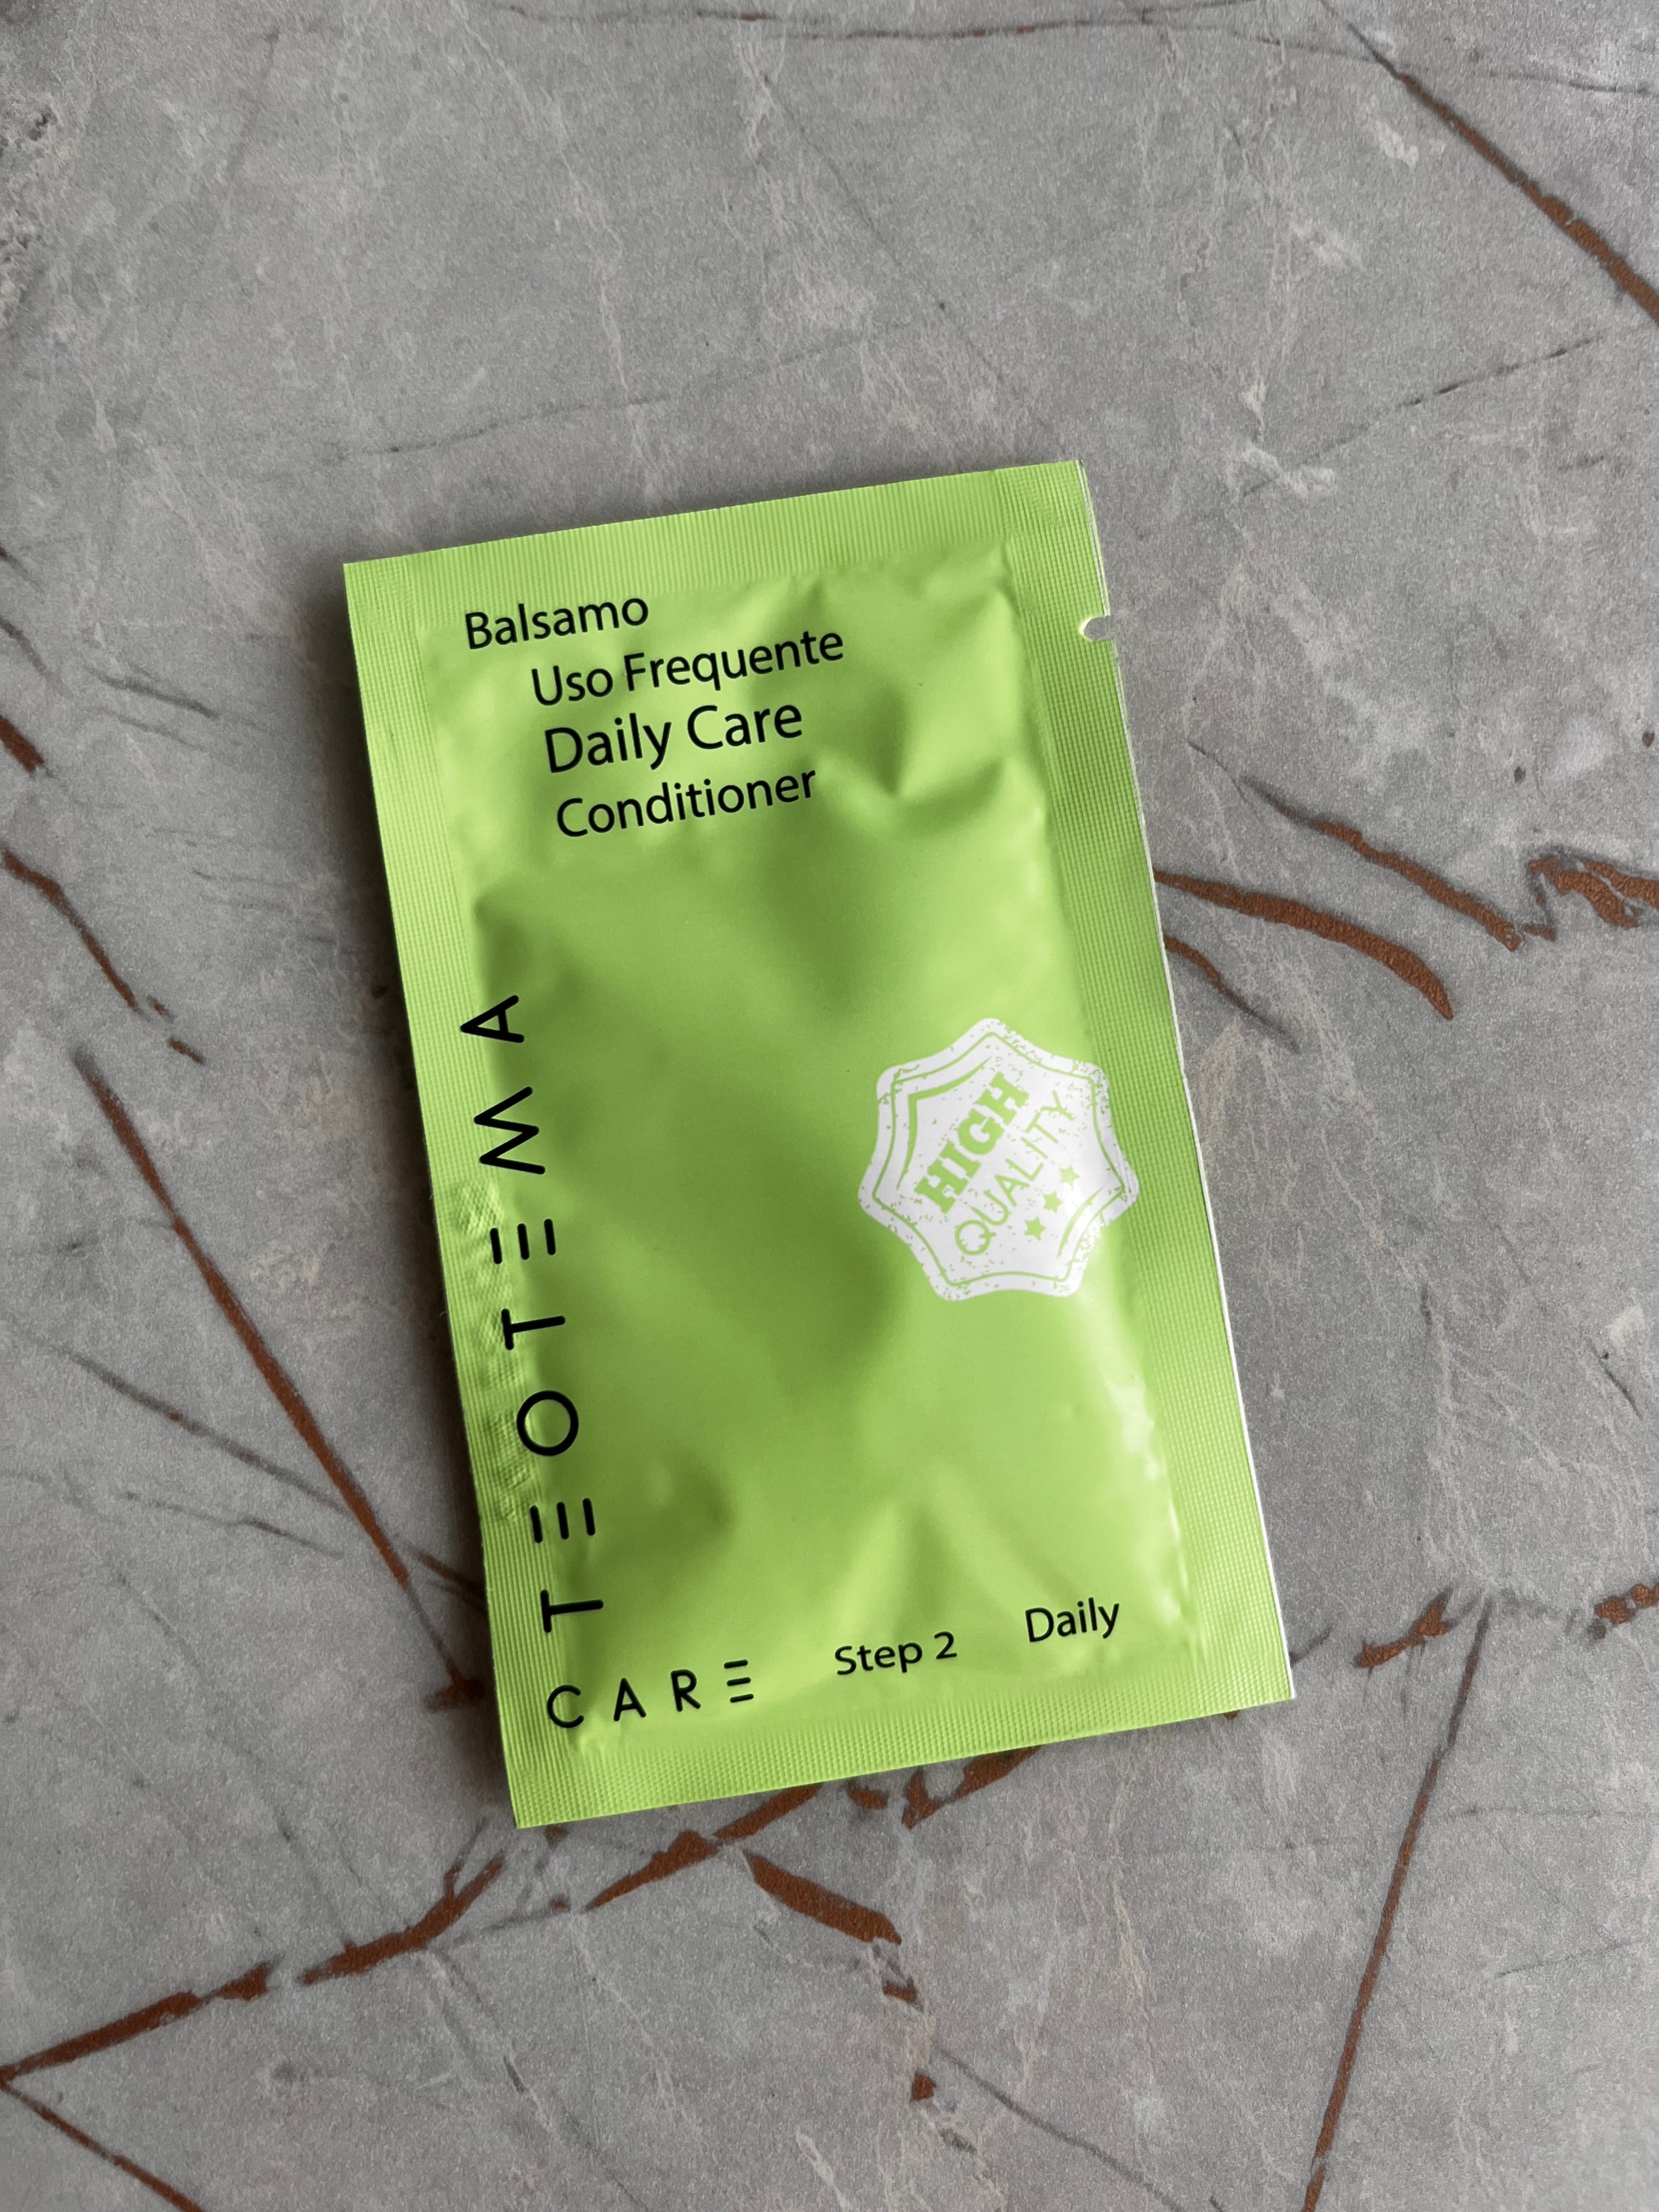 Balsamo
Uso Frequente
Daily Care
Conditioner
TEOTEMA
CARE
Step 2
Daily
HIGH
QUALITY